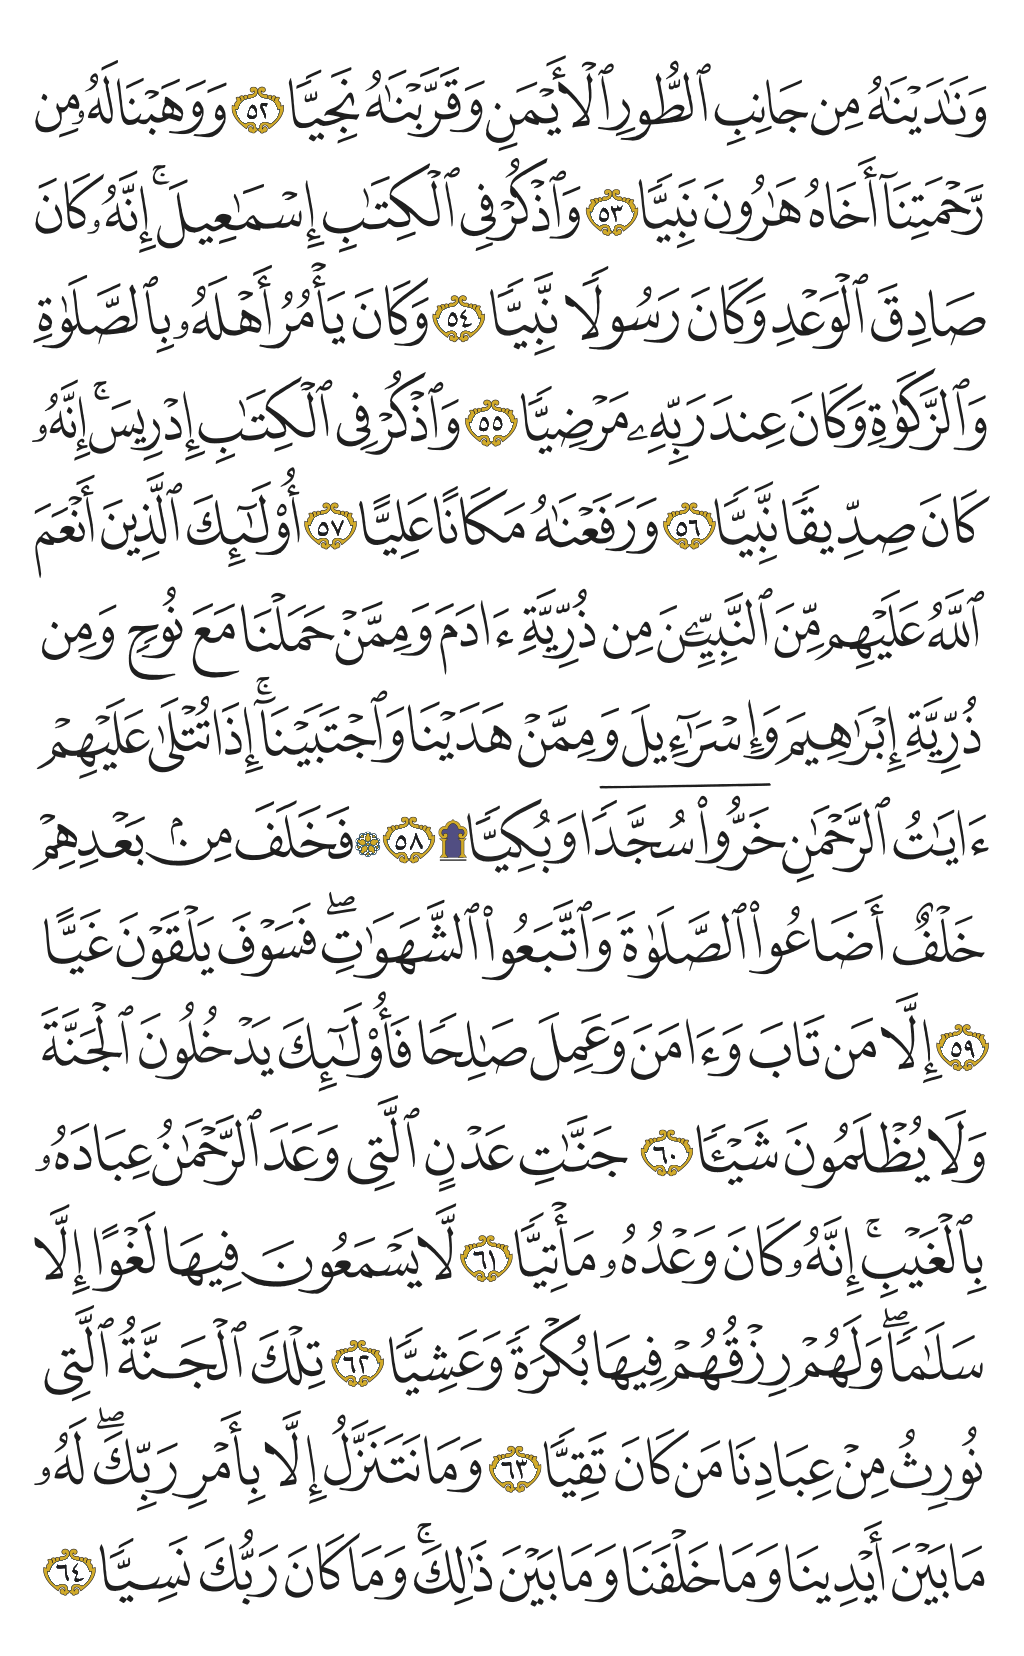 وَنَٰدَيْنَٰهُ مِن جَانِبِ ٱلطُّورِ ٱلْأَيْمَنِ وَقَرَّبْنَٰهُ نَجِيًّا ٥٢ وَوَهَبْنَا لَهُۥ مِن
رَّحْمَتِنَآ أَخَاهُ هَٰرُونَ نَبِيًّا ٥٣ وَٱذْكُرْ فِى ٱلْكِتَٰبِ إِسْمَٰعِيلَ ۚ إِنَّهُۥ كَانَ
صَادِقَ ٱلْوَعْدِ وَكَانَ رَسُولًا نَّبِيًّا ٥٤ وَكَانَ يَأْمُرُ أَهْلَهُۥ بِٱلصَّلَوٰةِ
وَٱلزَّكَوٰةِ وَكَانَ عِندَ رَبِّهِۦ مَرْضِيًّا ٥٥ وَٱذْكُرْ فِى ٱلْكِتَٰبِ إِدْرِيسَ ۚ إِنَّهُۥ
كَانَ صِدِّيقًا نَّبِيًّا ٥٦ وَرَفَعْنَٰهُ مَكَانًا عَلِيًّا ٥٧ أُو۟لَٰٓئِكَ ٱلَّذِينَ أَنْعَمَ
ٱللَّهُ عَلَيْهِم مِّنَ ٱلنَّبِيِّـۧنَ مِن ذُرِّيَّةِ ءَادَمَ وَمِمَّنْ حَمَلْنَا مَعَ نُوحٍ وَمِن
ذُرِّيَّةِ إِبْرَٰهِيمَ وَإِسْرَٰٓءِيلَ وَمِمَّنْ هَدَيْنَا وَٱجْتَبَيْنَآ ۚ إِذَا تُتْلَىٰ عَلَيْهِمْ
ءَايَٰتُ ٱلرَّحْمَٰنِ خَرُّوا۟ سُجَّدًا وَبُكِيًّا ۩ ٥٨ ۞ فَخَلَفَ مِنۢ بَعْدِهِمْ
خَلْفٌ أَضَاعُوا۟ ٱلصَّلَوٰةَ وَٱتَّبَعُوا۟ ٱلشَّهَوَٰتِ ۖ فَسَوْفَ يَلْقَوْنَ غَيًّا
٥٩ إِلَّا مَن تَابَ وَءَامَنَ وَعَمِلَ صَٰلِحًا فَأُو۟لَٰٓئِكَ يَدْخُلُونَ ٱلْجَنَّةَ
وَلَا يُظْلَمُونَ شَيْـًٔا ٦٠ جَنَّٰتِ عَدْنٍ ٱلَّتِى وَعَدَ ٱلرَّحْمَٰنُ عِبَادَهُۥ
بِٱلْغَيْبِ ۚ إِنَّهُۥ كَانَ وَعْدُهُۥ مَأْتِيًّا ٦١ لَّا يَسْمَعُونَ فِيهَا لَغْوًا إِلَّا
سَلَٰمًا ۖ وَلَهُمْ رِزْقُهُمْ فِيهَا بُكْرَةً وَعَشِيًّا ٦٢ تِلْكَ ٱلْجَنَّةُ ٱلَّتِى
نُورِثُ مِنْ عِبَادِنَا مَن كَانَ تَقِيًّا ٦٣ وَمَا نَتَنَزَّلُ إِلَّا بِأَمْرِ رَبِّكَ ۖ لَهُۥ
مَا بَيْنَ أَيْدِينَا وَمَا خَلْفَنَا وَمَا بَيْنَ ذَٰلِكَ ۚ وَمَا كَانَ رَبُّكَ نَسِيًّا ٦٤